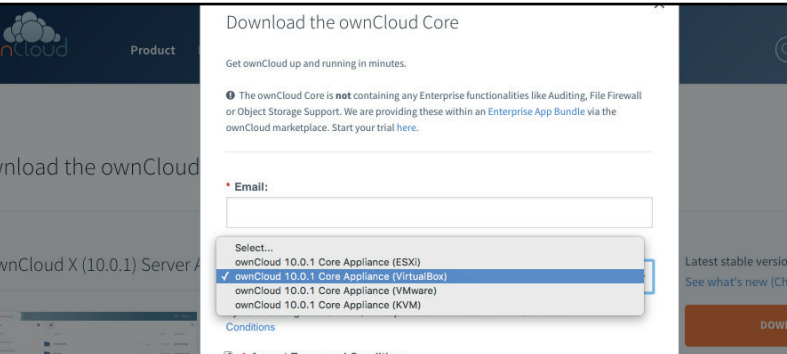 Download the ownCloud Core
Product
Get ownCloud up and running in minutes.
The ownCloud Core is not containing any Enterprise functionalities like Auditing, File Firewall
or Object Storage Support. We are providing these within an Enterprise App Bundle via the
ownCloud marketplace. Start your trial here.
wnload the ownCloud
* Email:
Select...
ownCloud 10.0.1 Core Appliance (ESXi)
✓ ownCloud 10.0.1 Core Appliance (VirtualBox)
ownCloud 10.0.1 Core Appliance (VMware)
ownCloud 10.0.1 Core Appliance (KVM)
wnCloud X (10.0.1) Server A
Latest stable versio
See what's new (Ch
Conditions
DOW